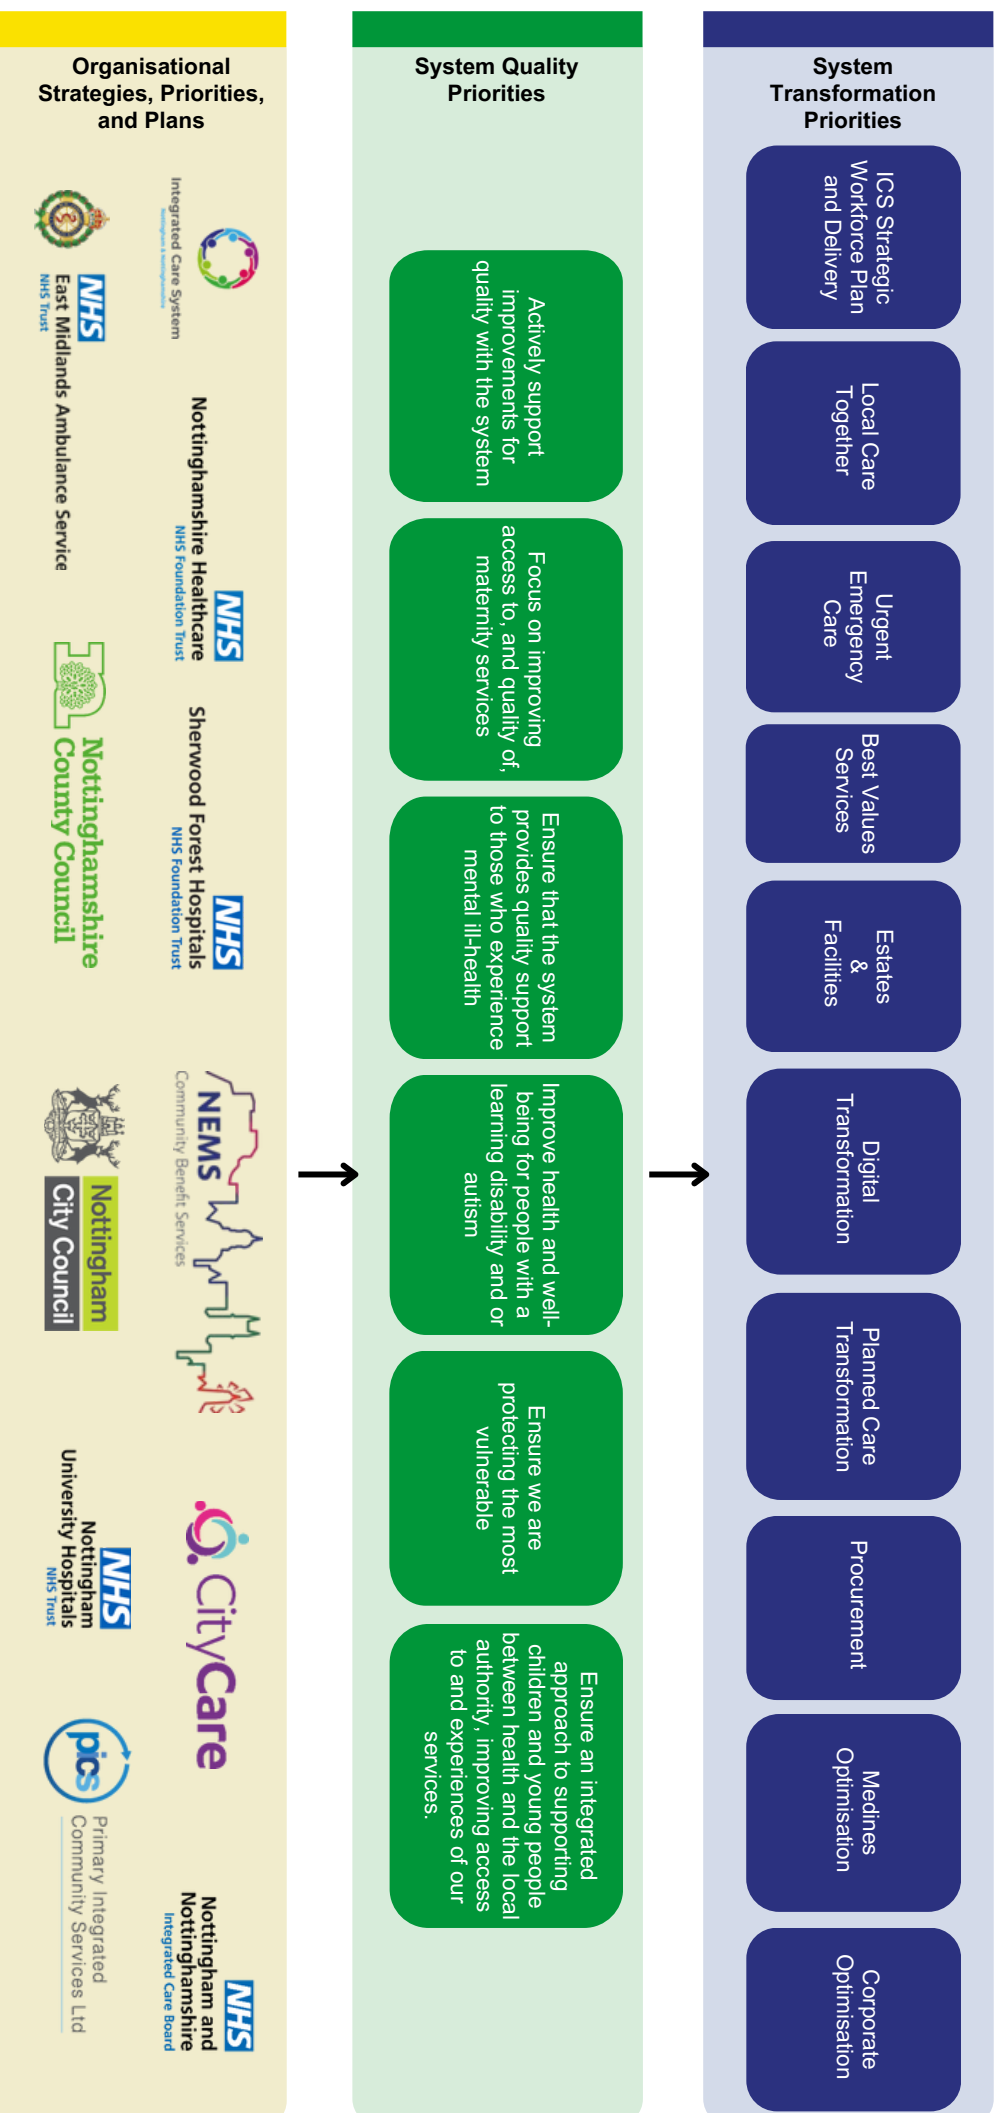 Organisational
Strategies, Priorities,
and Plans
Integrated Care System
Nottingham & Nottinghamshire
NHS
East Midlands Ambulance Service
NHS Trust
NHS
Nottinghamshire Healthcare
NHS Foundation Trust
NHS
Sherwood Forest Hospitals
NHS Foundation Trust
Nottinghamshire
County Council
NEMS
Community Benefit Services
Nottingham
City Council
CityCare
NHS
Nottingham
University Hospitals
NHS Trust
pics
Primary Integrated
Community Services Ltd
NHS
Nottingham and
Nottinghamshire
Integrated Care Board
System Quality
Priorities
Actively support
improvements for
quality with the system
Focus on improving
access to, and quality of,
maternity services
Ensure that the system
provides quality support
to those who experience
mental ill-health
Improve health and well-
being for people with a
learning disability and or
autism
Ensure we are
protecting the most
vulnerable
Ensure an integrated
approach to supporting
children and young people
between health and the local
authority, improving access
to and experiences of our
services.
System
Transformation
Priorities
ICS Strategic
Workforce Plan
and Delivery
Local Care
Together
Urgent
Emergency
Care
Best Values
Services
Estates
&
Facilities
Digital
Transformation
Planned Care
Transformation
Procurement
Medines
Optimisation
Corporate
Optimisation